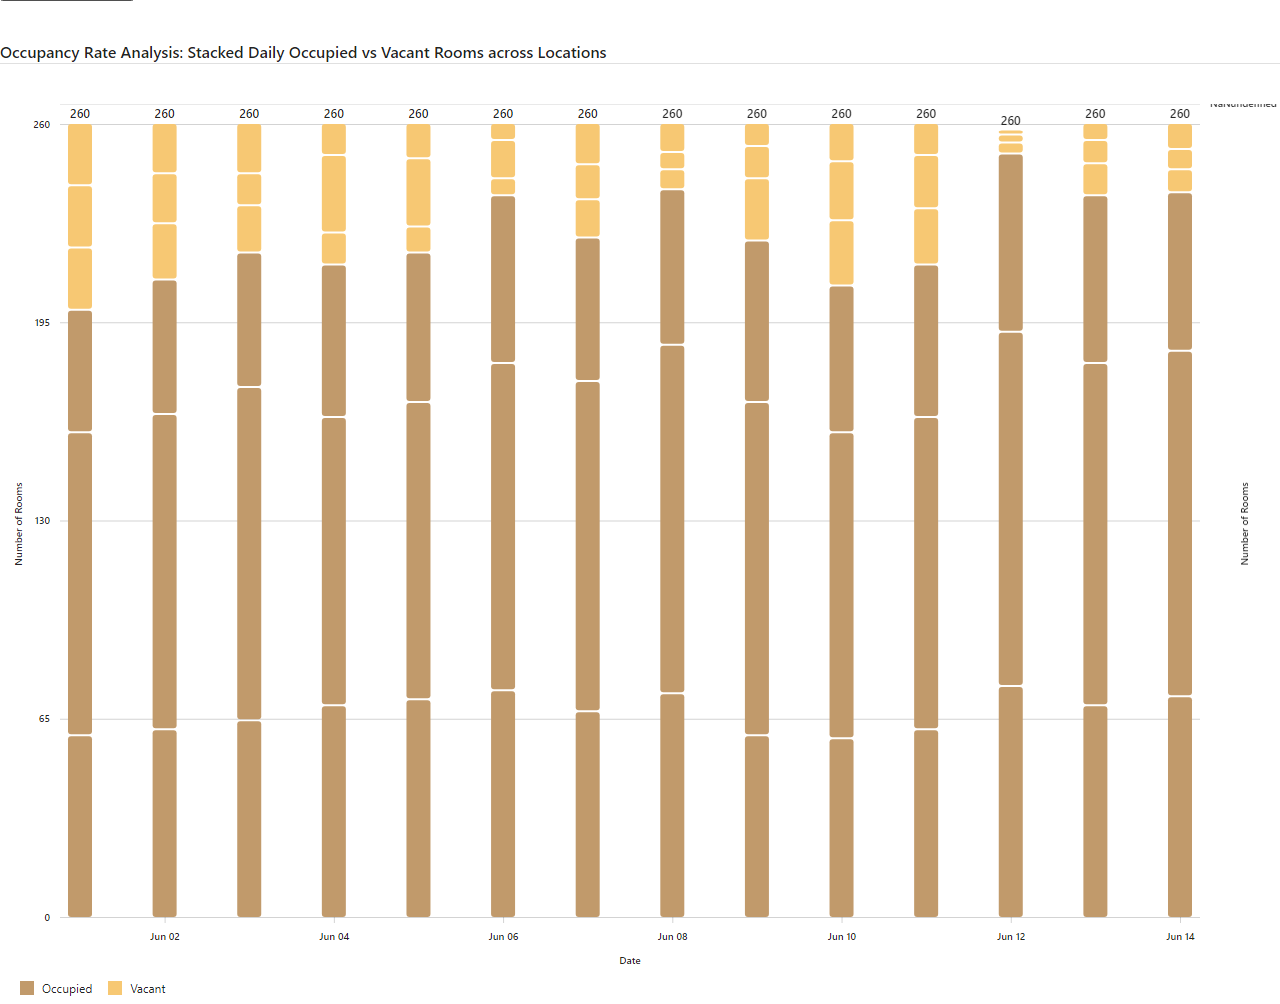 Occupancy Rate Analysis: Stacked Daily Occupied vs Vacant Rooms across Locations
NaNundefined
260 260 260 260 260 260 260 260 260 260 260 260 260 260
260
195
130
65
0
Number of Rooms
Number of Rooms
Jun 02 Jun 04 Jun 06 Jun 08 Jun 10 Jun 12 Jun 14
Date
Occupied Vacant